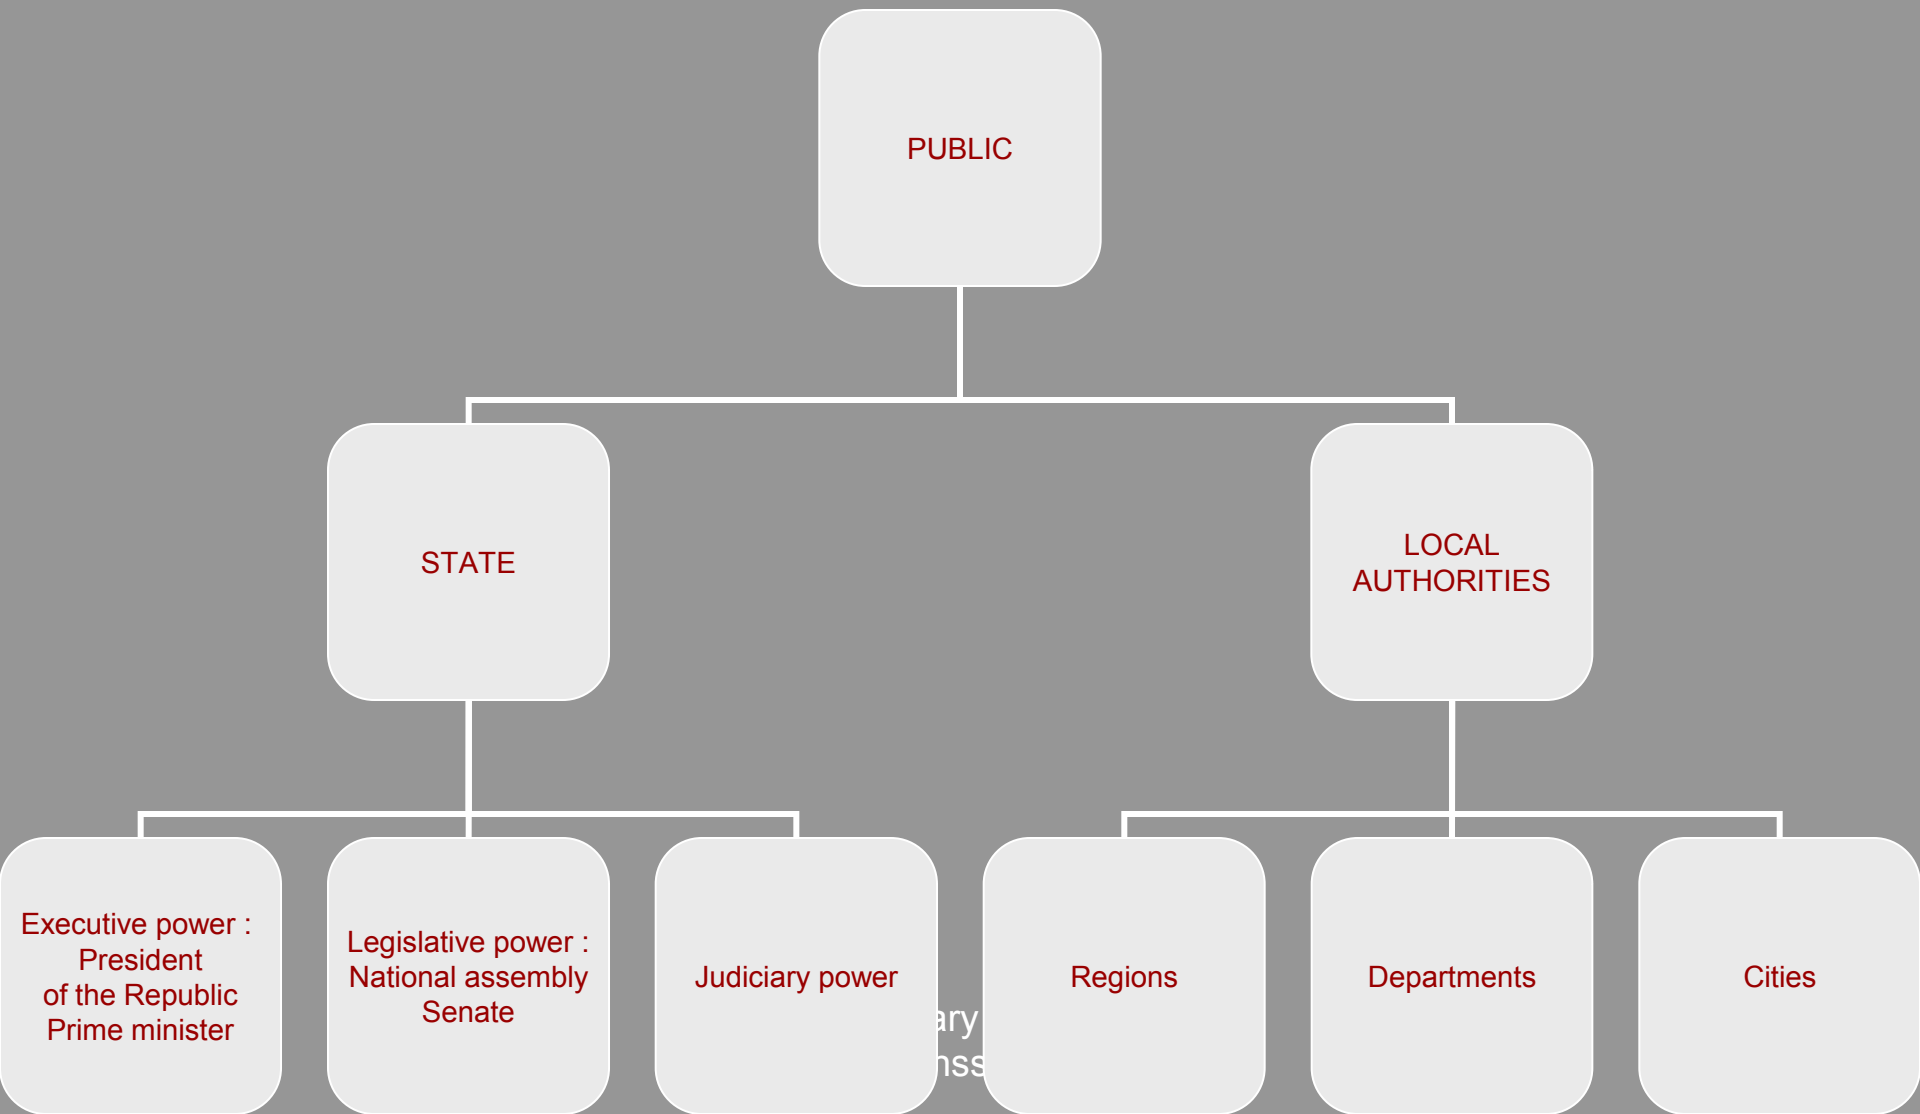 PUBLIC
STATE
LOCAL
AUTHORITIES
Executive power :
President
of the Republic
Prime minister
Legislative power :
National assembly
Senate
Judiciary power
Regions
Departments
Cities